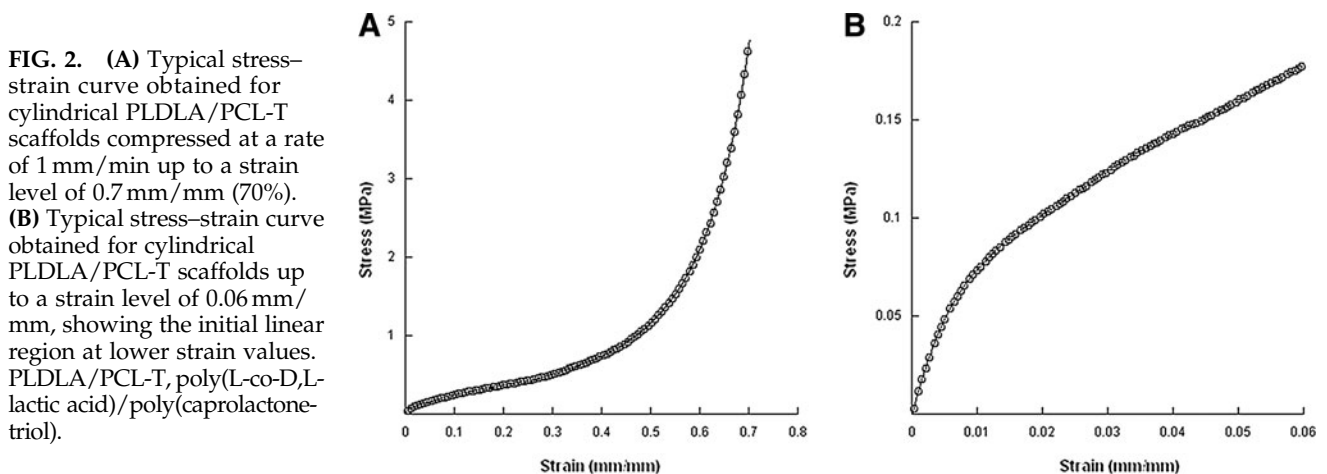 FIG. 2. (A) Typical stress–
strain curve obtained for
cylindrical PLDLA/PCL-T
scaffolds compressed at a rate
of 1 mm/min up to a strain
level of 0.7 mm/mm (70%).
(B) Typical stress–strain curve
obtained for cylindrical
PLDLA/PCL-T scaffolds up
to a strain level of 0.06 mm/
mm, showing the initial linear
region at lower strain values.
PLDLA/PCL-T, poly(L-co-D,L-
lactic acid)/poly(caprolactone-
triol).
A
5
4
3
2
1
Stress (MPa)
0 0.1 0.2 0.3 0.4 0.5 0.6 0.7 0.8
Strain (mm/mm)
B
0.2
0.15
0.1
0.05
0
Stress (MPa)
0 0.01 0.02 0.03 0.04 0.05 0.06
Strain (mm/mm)